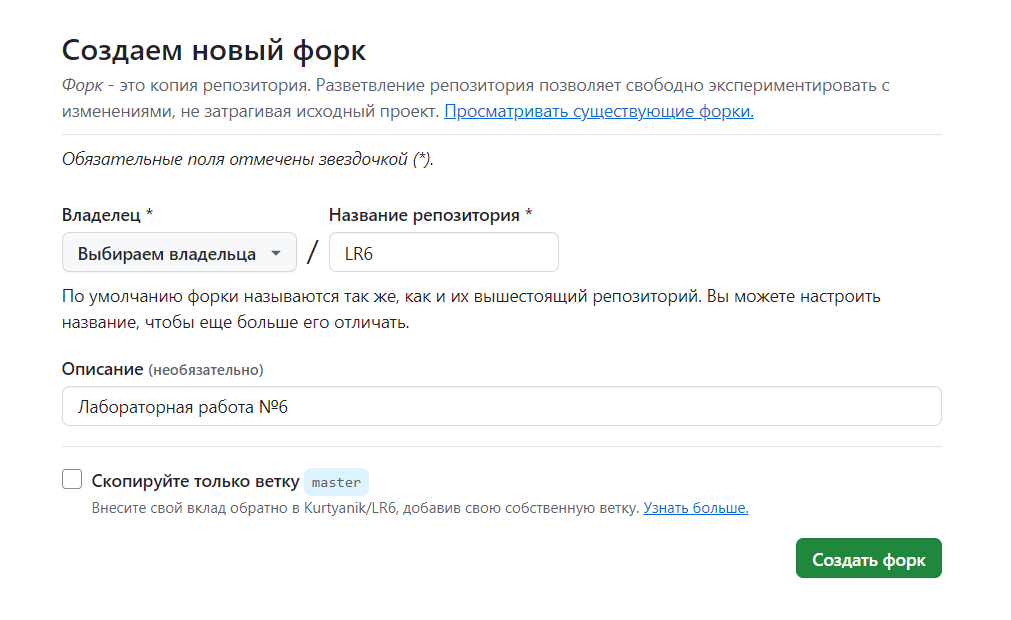 Создаем новый форк
Форк - это копия репозитория. Разветвление репозитория позволяет свободно экспериментировать с
изменениями, не затрагивая исходный проект. Просматривать существующие форки.
Обязательные поля отмечены звездочкой (*).
Владелец * Название репозитория *
Выбираем владельца / LR6
По умолчанию форки называются так же, как и их вышестоящий репозиторий. Вы можете настроить
название, чтобы еще больше его отличать.
Описание (необязательно)
Лабораторная работа №6
Скопируйте только ветку master
Внесите свой вклад обратно в Kurtyanik/LR6, добавив свою собственную ветку. Узнать больше.
Создать форк